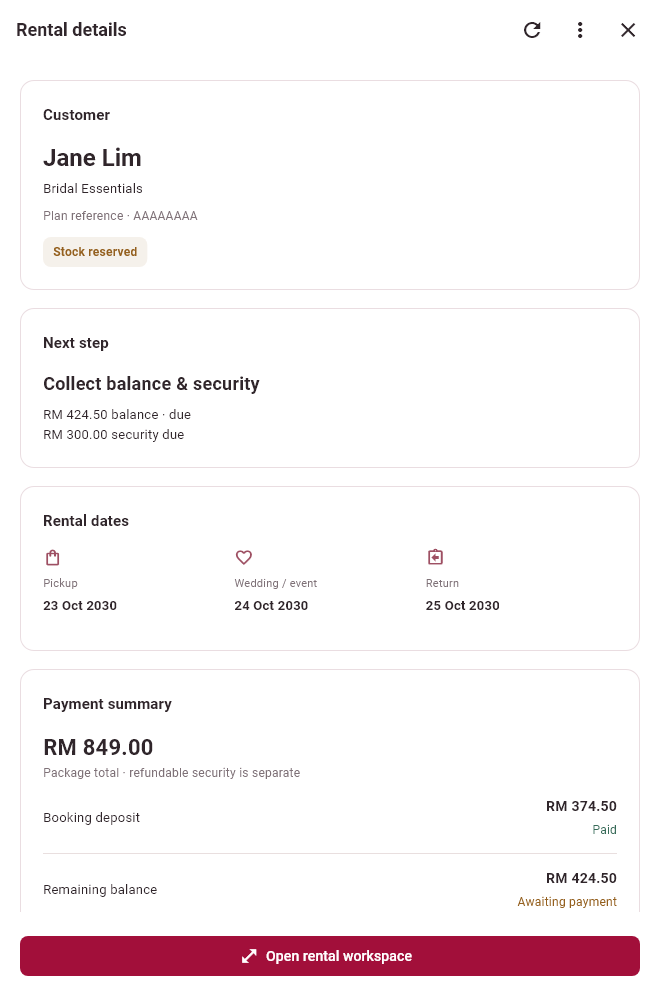 Rental details
Customer
Jane Lim
Bridal Essentials
Plan reference · AAAAAAAA
Stock reserved
Next step
Collect balance & security
RM 424.50 balance · due
RM 300.00 security due
Rental dates
Pickup
23 Oct 2030
Wedding / event
24 Oct 2030
Return
25 Oct 2030
Payment summary
RM 849.00
Package total · refundable security is separate
Booking deposit
RM 374.50
Paid
Remaining balance
RM 424.50
Awaiting payment
Open rental workspace